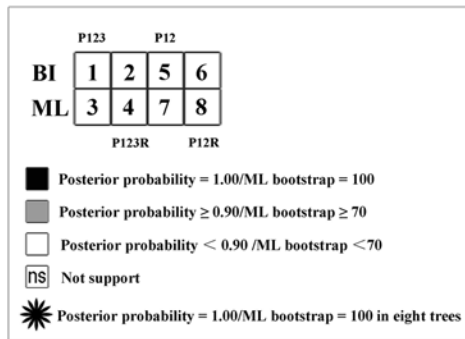 P123 P12
BI 1 2 5 6
ML 3 4 7 8
P123R P12R
Posterior probability = 1.00/ML bootstrap = 100
Posterior probability ≥ 0.90/ML bootstrap ≥ 70
Posterior probability < 0.90 /ML bootstrap <70
ns Not support
Posterior probability = 1.00/ML bootstrap = 100 in eight trees